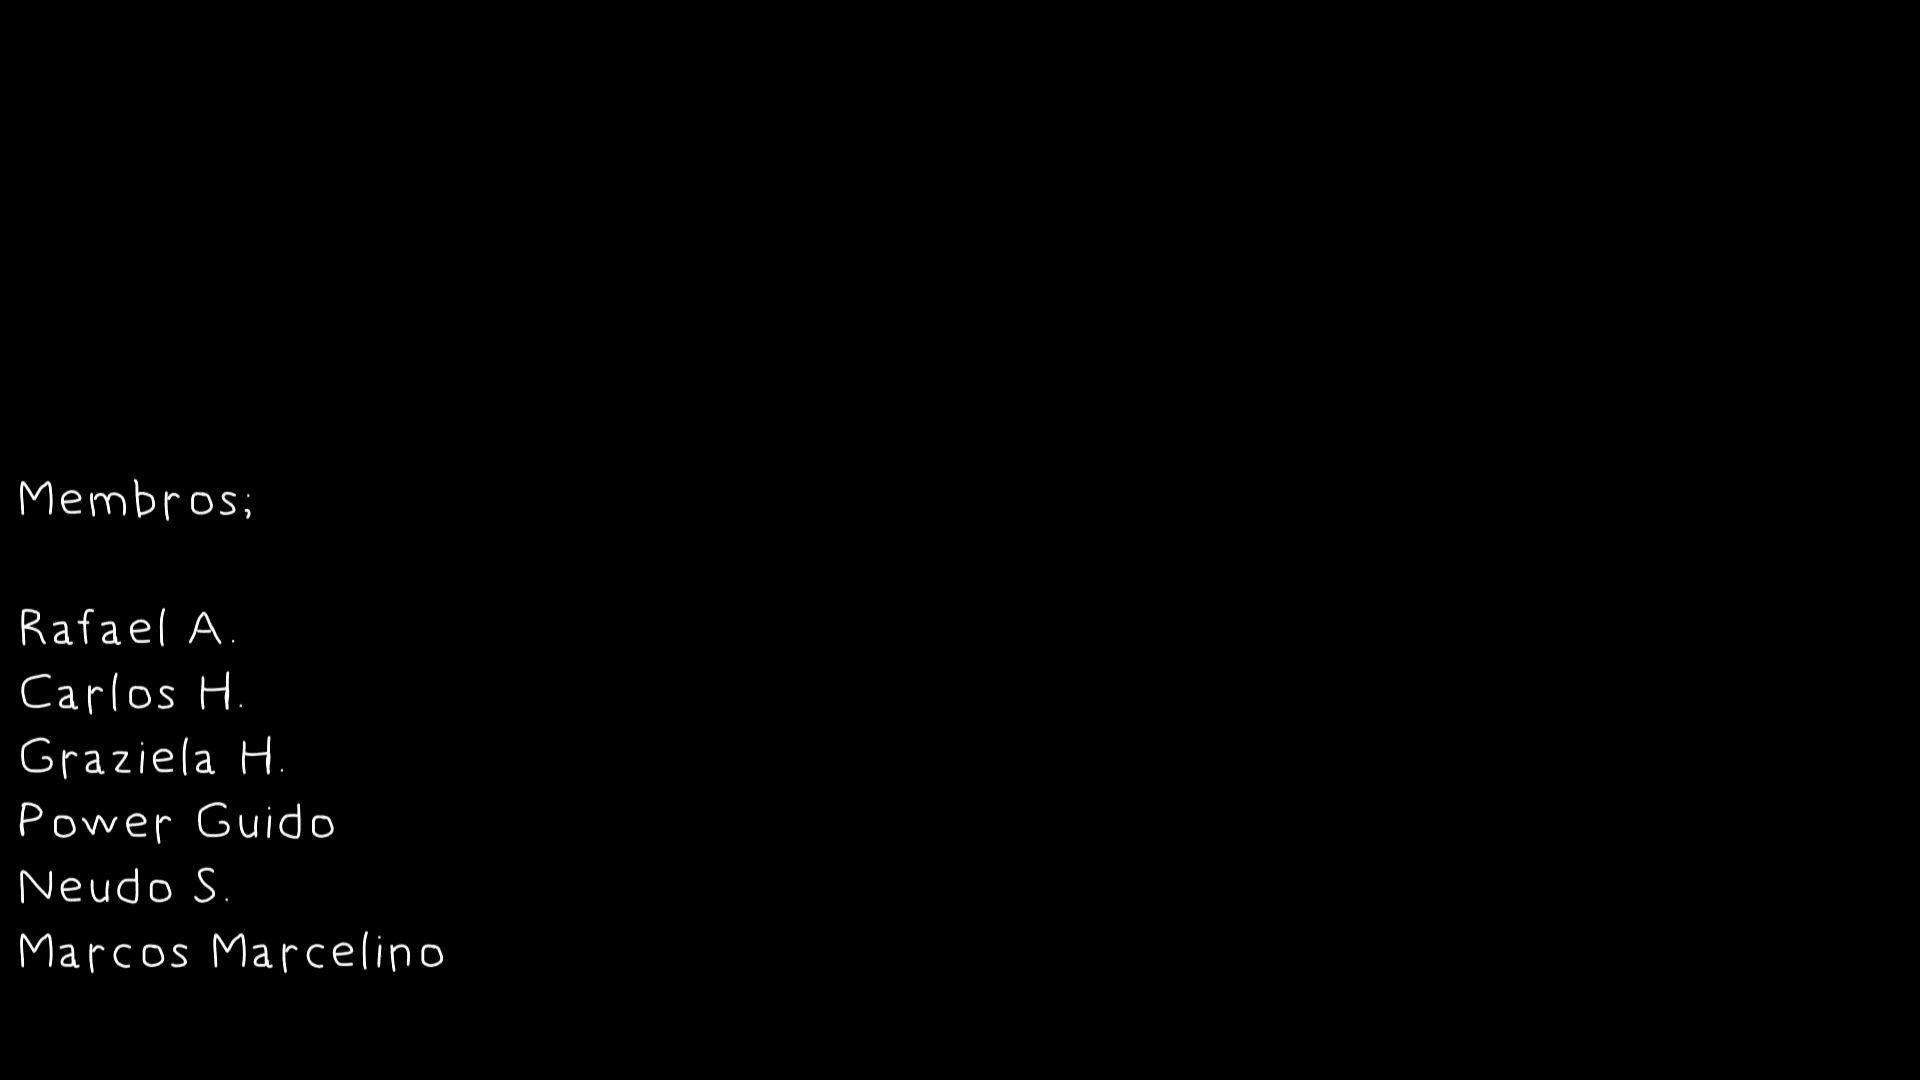 Membros;
Rafael A.
Carlos H.
Graziela H.
Power Guido
Neudo S.
Marcos Marcelino